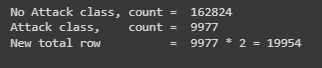 No Attack class, count =  162824
Attack class,    count =  9977
New total row          =  9977 * 2 = 19954